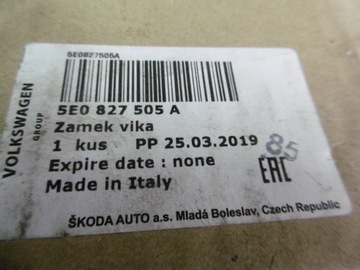 5E0827505A
VOLKSWAGEN
GROUP
5E0 827 505 A
Zamek vika
1 kus PP 25.03.2019
Expire date : none
Made in Italy
85
EAC
ŠKODA AUTO a.s. Mladá Boleslav, Czech Republic